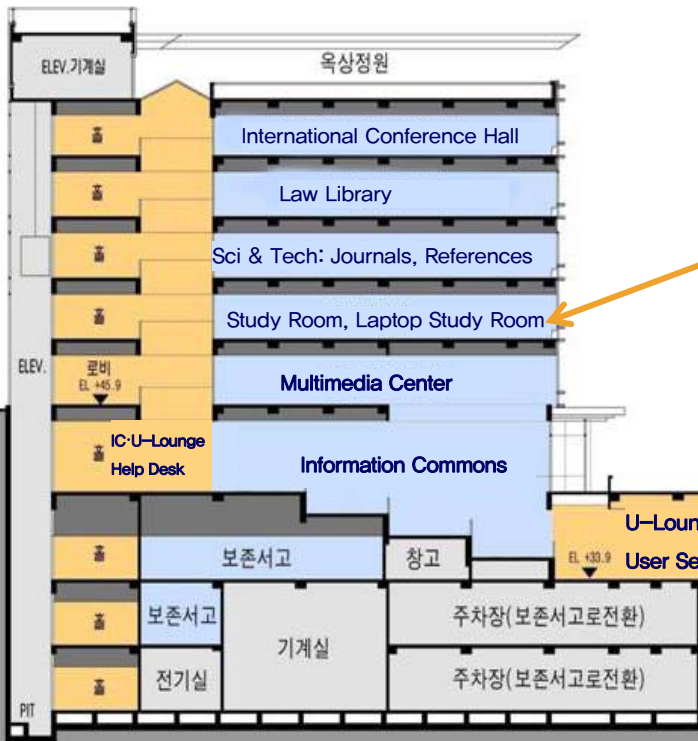 옥상정원
ELEV.기계실
홀 International Conference Hall
홀 Law Library
홀 Sci & Tech: Journals, References
홀 Study Room, Laptop Study Room
ELEV. 로비
EL +45.9
Multimedia Center
홀 IC·U-Lounge
Help Desk
Information Commons
U-Loun
홀 보존서고 창고 EL +33.9 User Se
홀 보존서고 기계실 주차장(보존서고로전환)
홀 전기실 주차장(보존서고로전환)
PIT